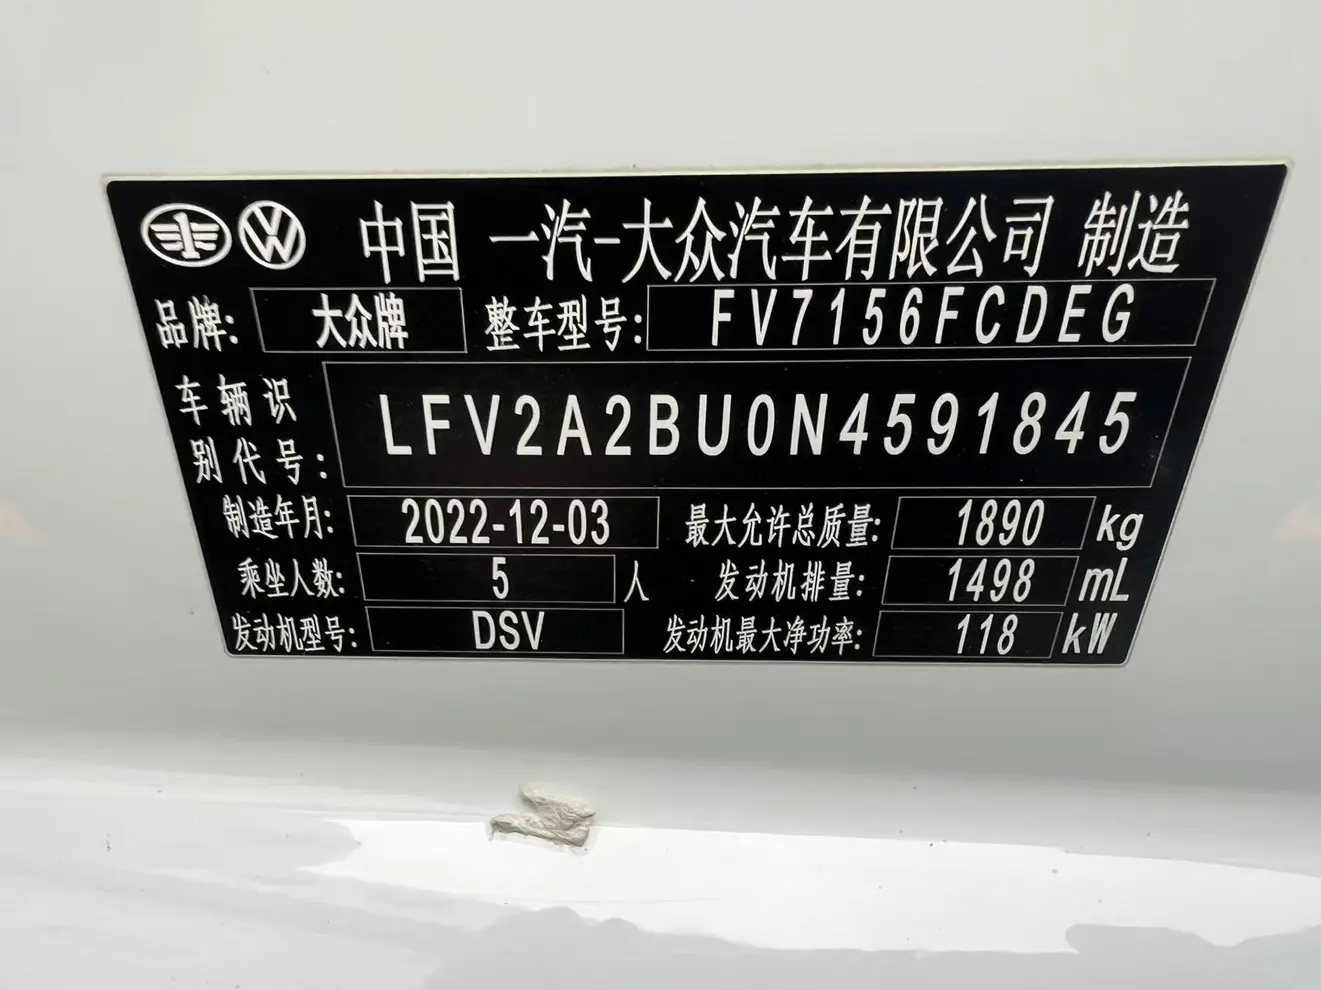 中国 一汽-大众汽车有限公司 制造
品牌: 大众牌 整车型号: FV7156FCDEG
车辆识别代号: LFV2A2BU0N4591845
制造年月: 2022-12-03 最大允许总质量: 1890 kg
乘坐人数: 5 人 发动机排量: 1498 mL
发动机型号: DSV 发动机最大净功率: 118 kW